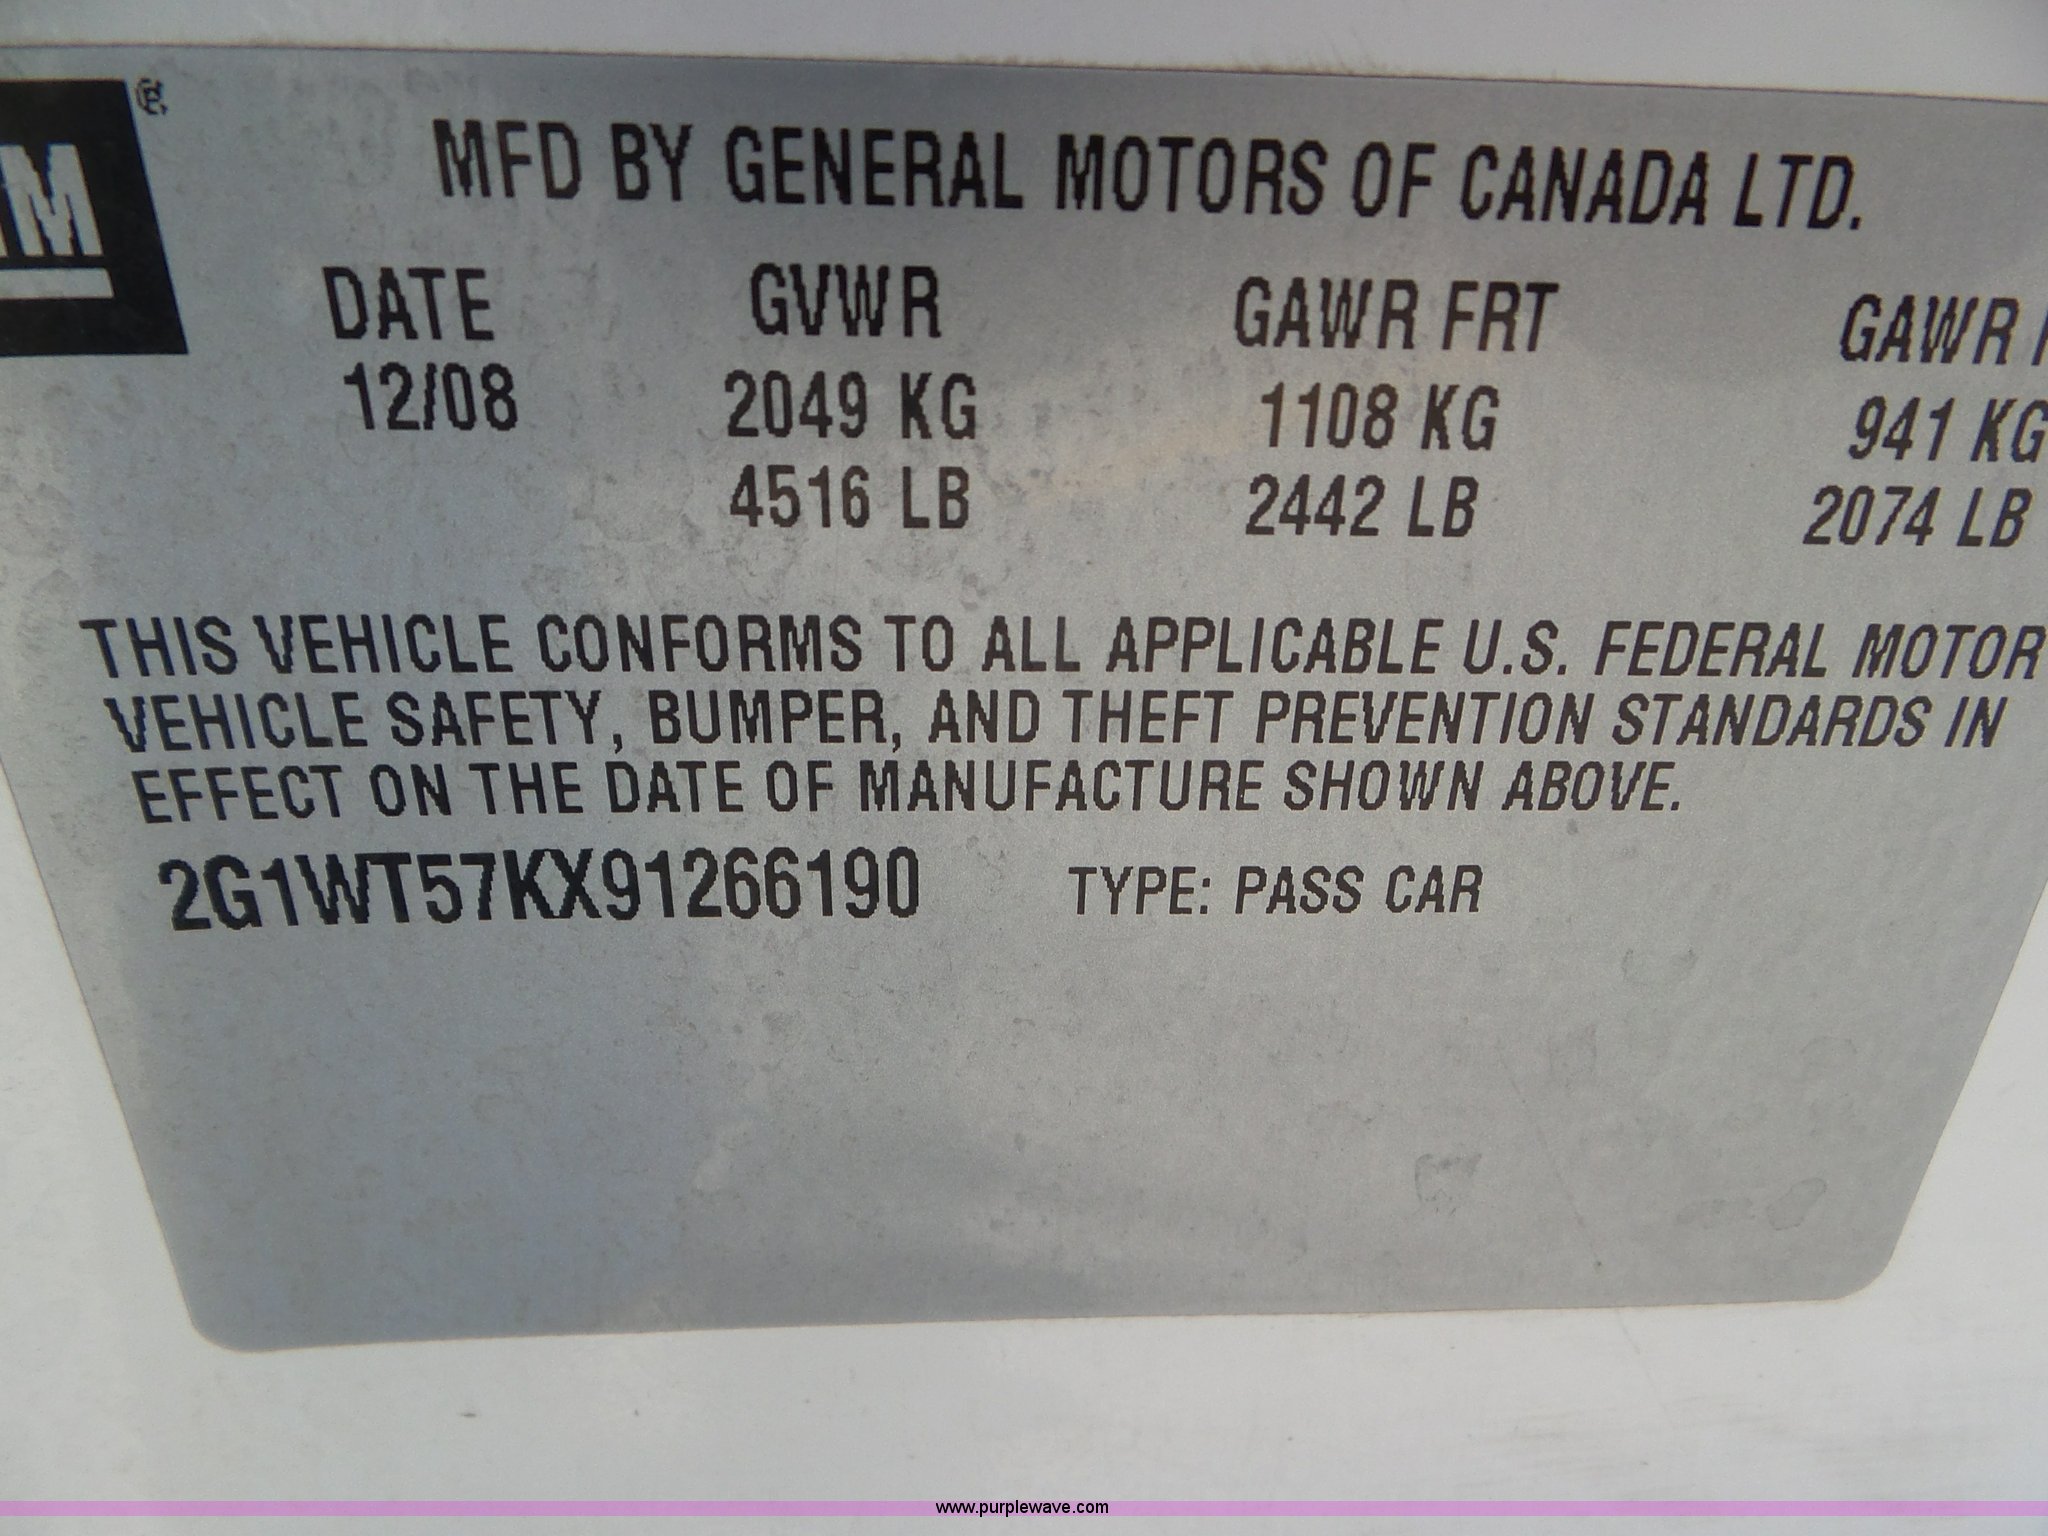 M
MFD BY GENERAL MOTORS OF CANADA LTD.
DATE GVWR GAWR FRT GAWR
12/08 2049 KG 1108 KG 941 KG
4516 LB 2442 LB 2074 LB
THIS VEHICLE CONFORMS TO ALL APPLICABLE U.S. FEDERAL MOTOR
VEHICLE SAFETY, BUMPER, AND THEFT PREVENTION STANDARDS IN
EFFECT ON THE DATE OF MANUFACTURE SHOWN ABOVE.
2G1WT57KX91266190 TYPE: PASS CAR
www.purplewave.com